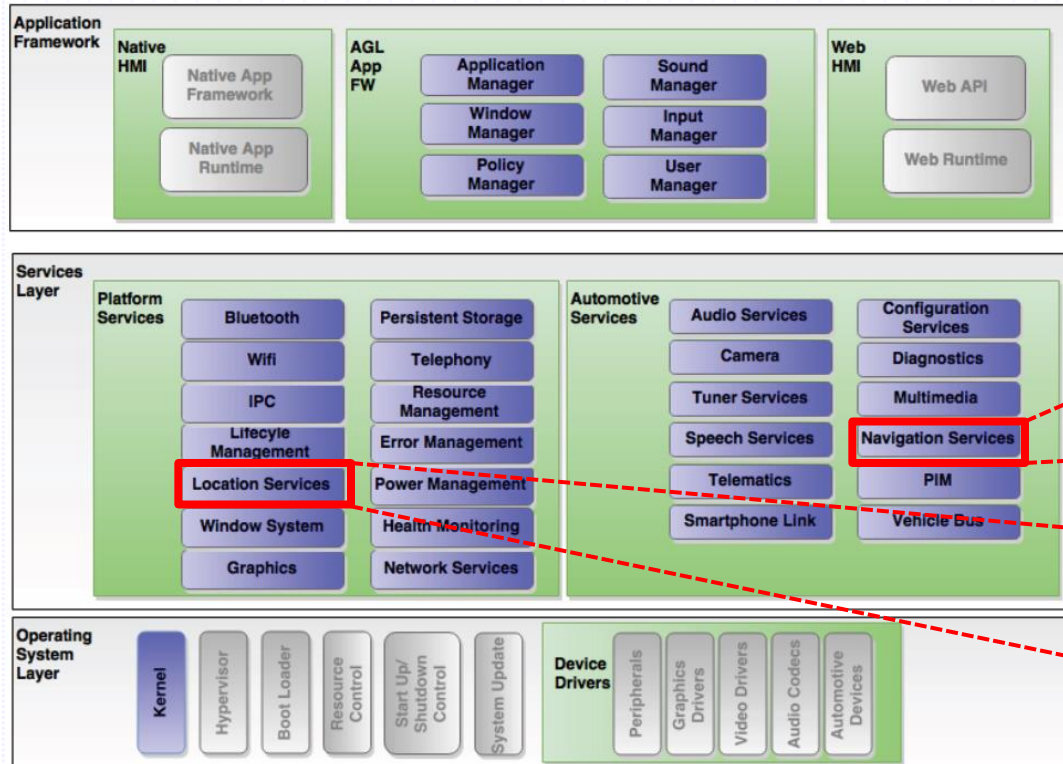 Application
Framework
Native
HMI
Native App
Framework
Native App
Runtime
AGL
App
FW
Application
Manager
Sound
Manager
Window
Manager
Input
Manager
Policy
Manager
User
Manager
Web
HMI
Web API
Web Runtime
Services
Layer
Platform
Services
Bluetooth
Persistent Storage
Wifi
Telephony
IPC
Resource
Management
Lifecyle
Management
Error Management
Location Services
Power Management
Window System
Health Monitoring
Graphics
Network Services
Automotive
Services
Audio Services
Configuration
Services
Camera
Diagnostics
Tuner Services
Multimedia
Speech Services
Navigation Services
Telematics
PIM
Smartphone Link
Vehicle Bus
Operating
System
Layer
Kernel
Hypervisor
Boot Loader
Resource
Control
Start Up/
Shutdown
Control
System Update
Device
Drivers
Peripherals
Graphics
Drivers
Video Drivers
Audio Codecs
Automotive
Devices